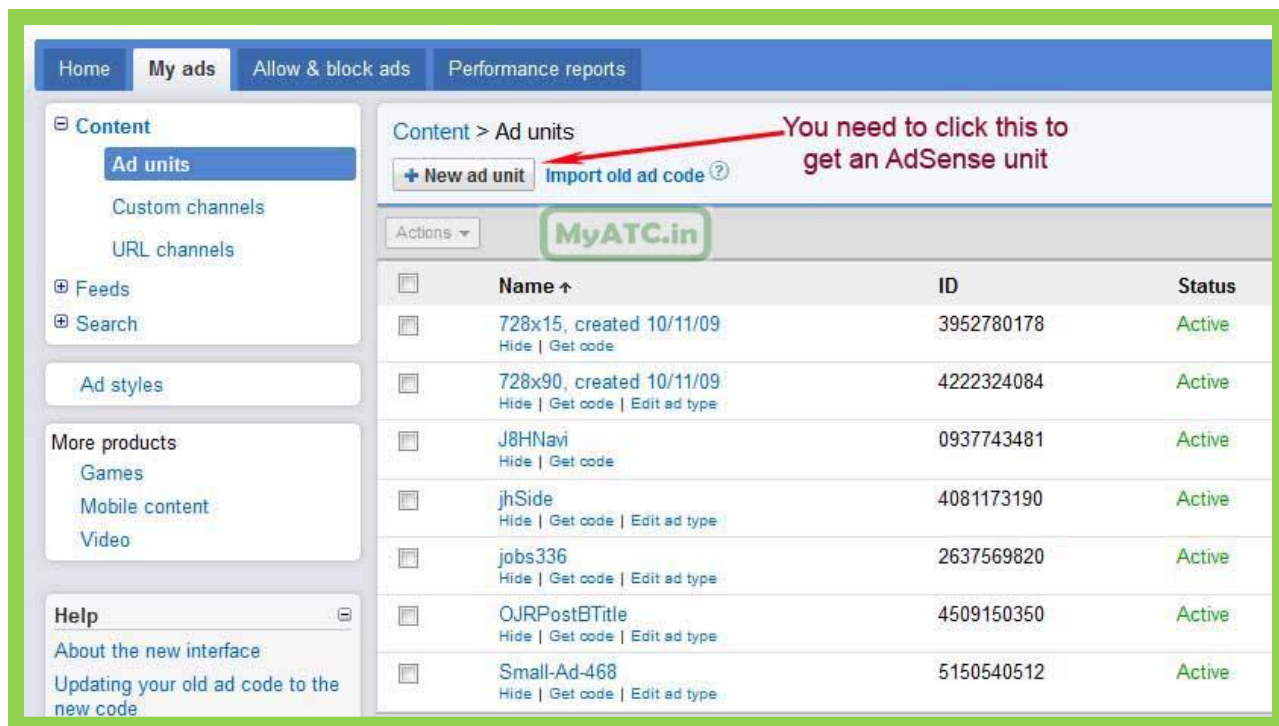 Home My ads Allow & block ads Performance reports
Content
Ad units
Custom channels
URL channels
Feeds
Search
Ad styles
More products
Games
Mobile content
Video
Help
About the new interface
Updating your old ad code to the
new code
Content > Ad units
You need to click this to
get an AdSense unit
+ New ad unit Import old ad code ?
Actions
MyATC.in
Name ID Status
728x15, created 10/11/09 3952780178 Active
Hide | Get code
728x90, created 10/11/09 4222324084 Active
Hide | Get code | Edit ad type
J8HNavi 0937743481 Active
Hide | Get code
jhSide 4081173190 Active
Hide | Get code | Edit ad type
jobs336 2637569820 Active
Hide | Get code | Edit ad type
OJRPostBTitle 4509150350 Active
Hide | Get code | Edit ad type
Small-Ad-468 5150540512 Active
Hide | Get code | Edit ad type